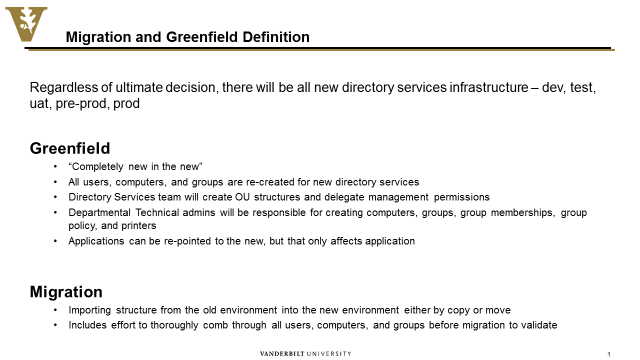 Migration and Greenfield Definition
Regardless of ultimate decision, there will be all new directory services infrastructure – dev, test,
uat, pre-prod, prod
Greenfield
• “Completely new in the new”
• All users, computers, and groups are re-created for new directory services
• Directory Services team will create OU structures and delegate management permissions
• Departmental Technical admins will be responsible for creating computers, groups, group memberships, group
policy, and printers
• Applications can be re-pointed to the new, but that only affects application
Migration
• Importing structure from the old environment into the new environment either by copy or move
• Includes effort to thoroughly comb through all users, computers, and groups before migration to validate
VANDERBILT UNIVERSITY
1